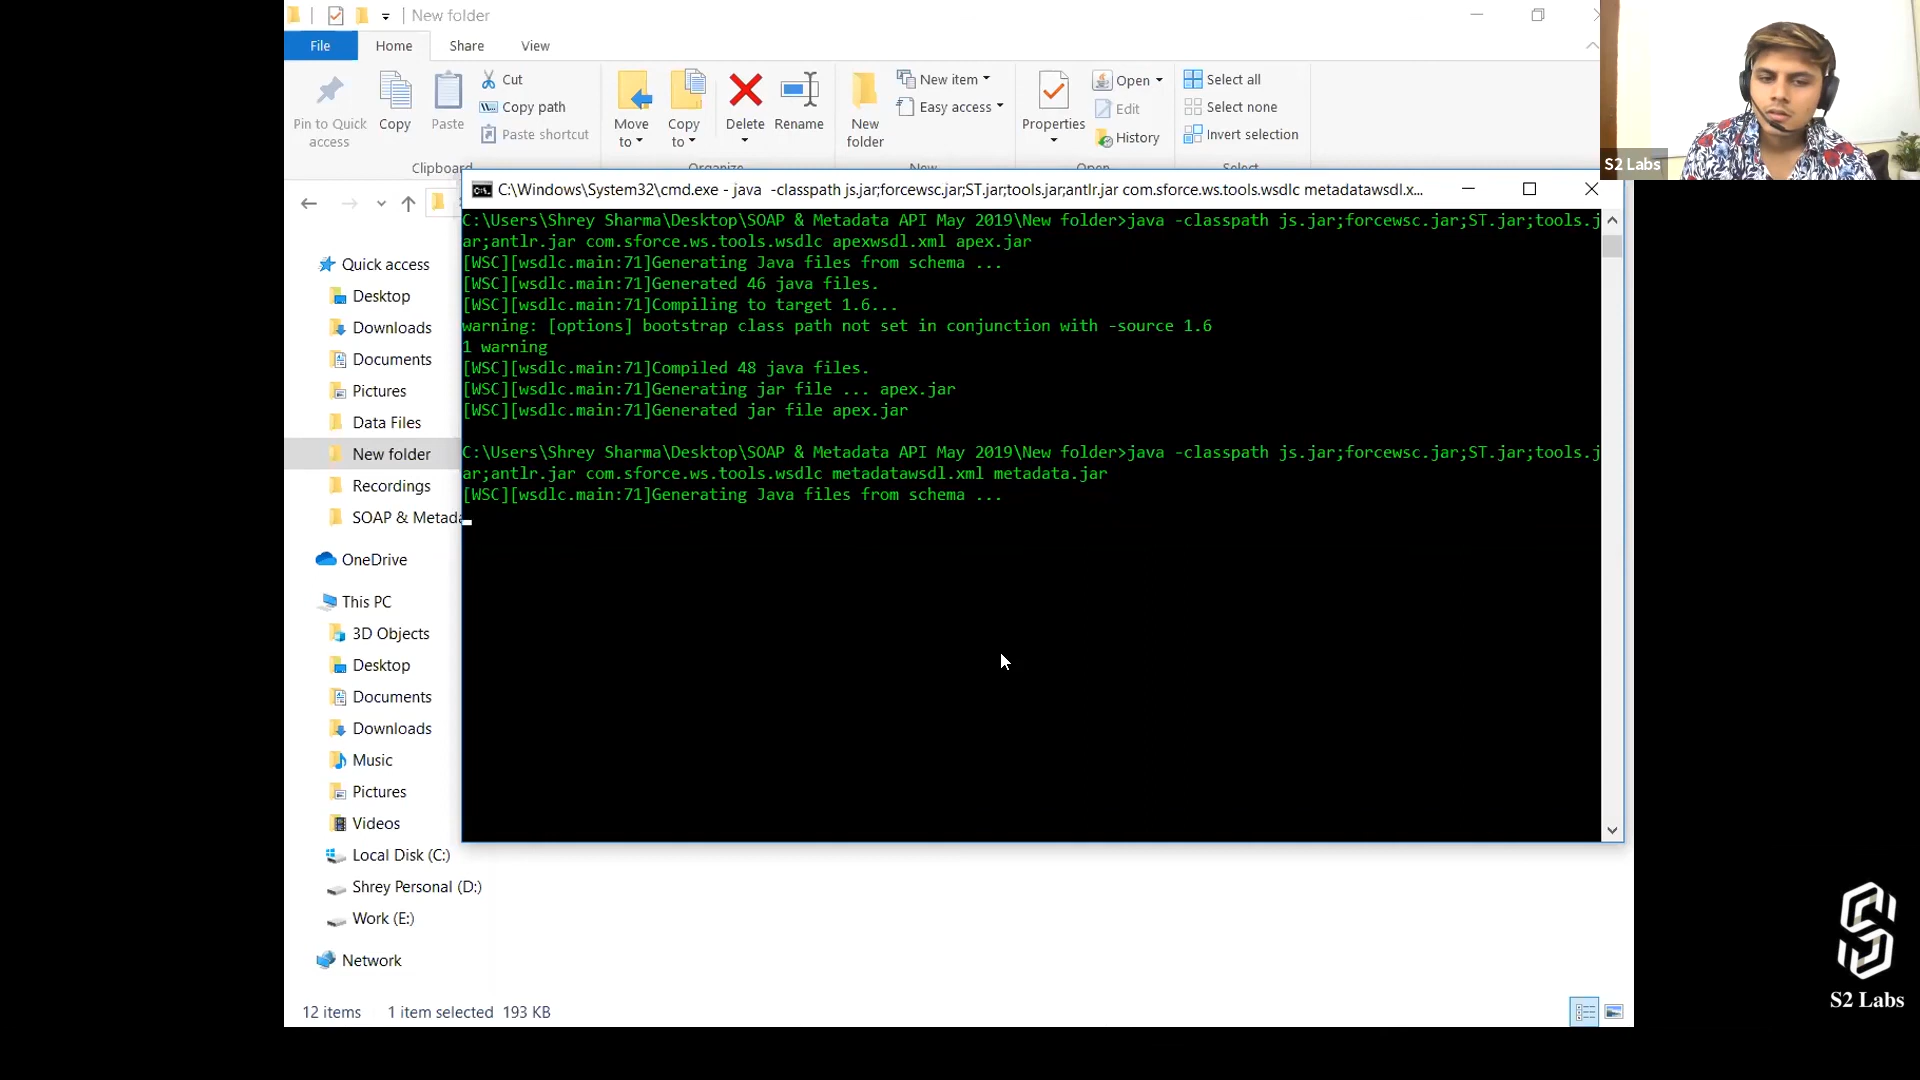 New folder
File Home Share View
Pin to Quick access
Copy
Paste
Cut
Copy path
Paste shortcut
Move to
Copy to
Delete
Rename
New folder
New item
Easy access
Properties
Open
Edit
History
Select all
Select none
Invert selection
Clipboard
Organize
New
Open
Select
S2 Labs
C:\Windows\System32\cmd.exe - java -classpath js.jar;forcewsc.jar;ST.jar;tools.jar;antlr.jar com.sforce.ws.tools.wsdlc metadatawsdl.x...
C:\Users\Shrey Sharma\Desktop\SOAP & Metadata API May 2019\New folder>java -classpath js.jar;forcewsc.jar;ST.jar;tools.j
ar;antlr.jar com.sforce.ws.tools.wsdlc apexwsdl.xml apex.jar
[WSC][wsdlc.main:71]Generating Java files from schema ...
[WSC][wsdlc.main:71]Generated 46 java files.
[WSC][wsdlc.main:71]Compiling to target 1.6...
warning: [options] bootstrap class path not set in conjunction with -source 1.6
1 warning
[WSC][wsdlc.main:71]Compiled 48 java files.
[WSC][wsdlc.main:71]Generating jar file ... apex.jar
[WSC][wsdlc.main:71]Generated jar file apex.jar
C:\Users\Shrey Sharma\Desktop\SOAP & Metadata API May 2019\New folder>java -classpath js.jar;forcewsc.jar;ST.jar;tools.j
ar;antlr.jar com.sforce.ws.tools.wsdlc metadatawsdl.xml metadata.jar
[WSC][wsdlc.main:71]Generating Java files from schema ...
Quick access
Desktop
Downloads
Documents
Pictures
Data Files
New folder
Recordings
SOAP & Metada
OneDrive
This PC
3D Objects
Desktop
Documents
Downloads
Music
Pictures
Videos
Local Disk (C:)
Shrey Personal (D:)
Work (E:)
Network
12 items 1 item selected 193 KB
S2 Labs